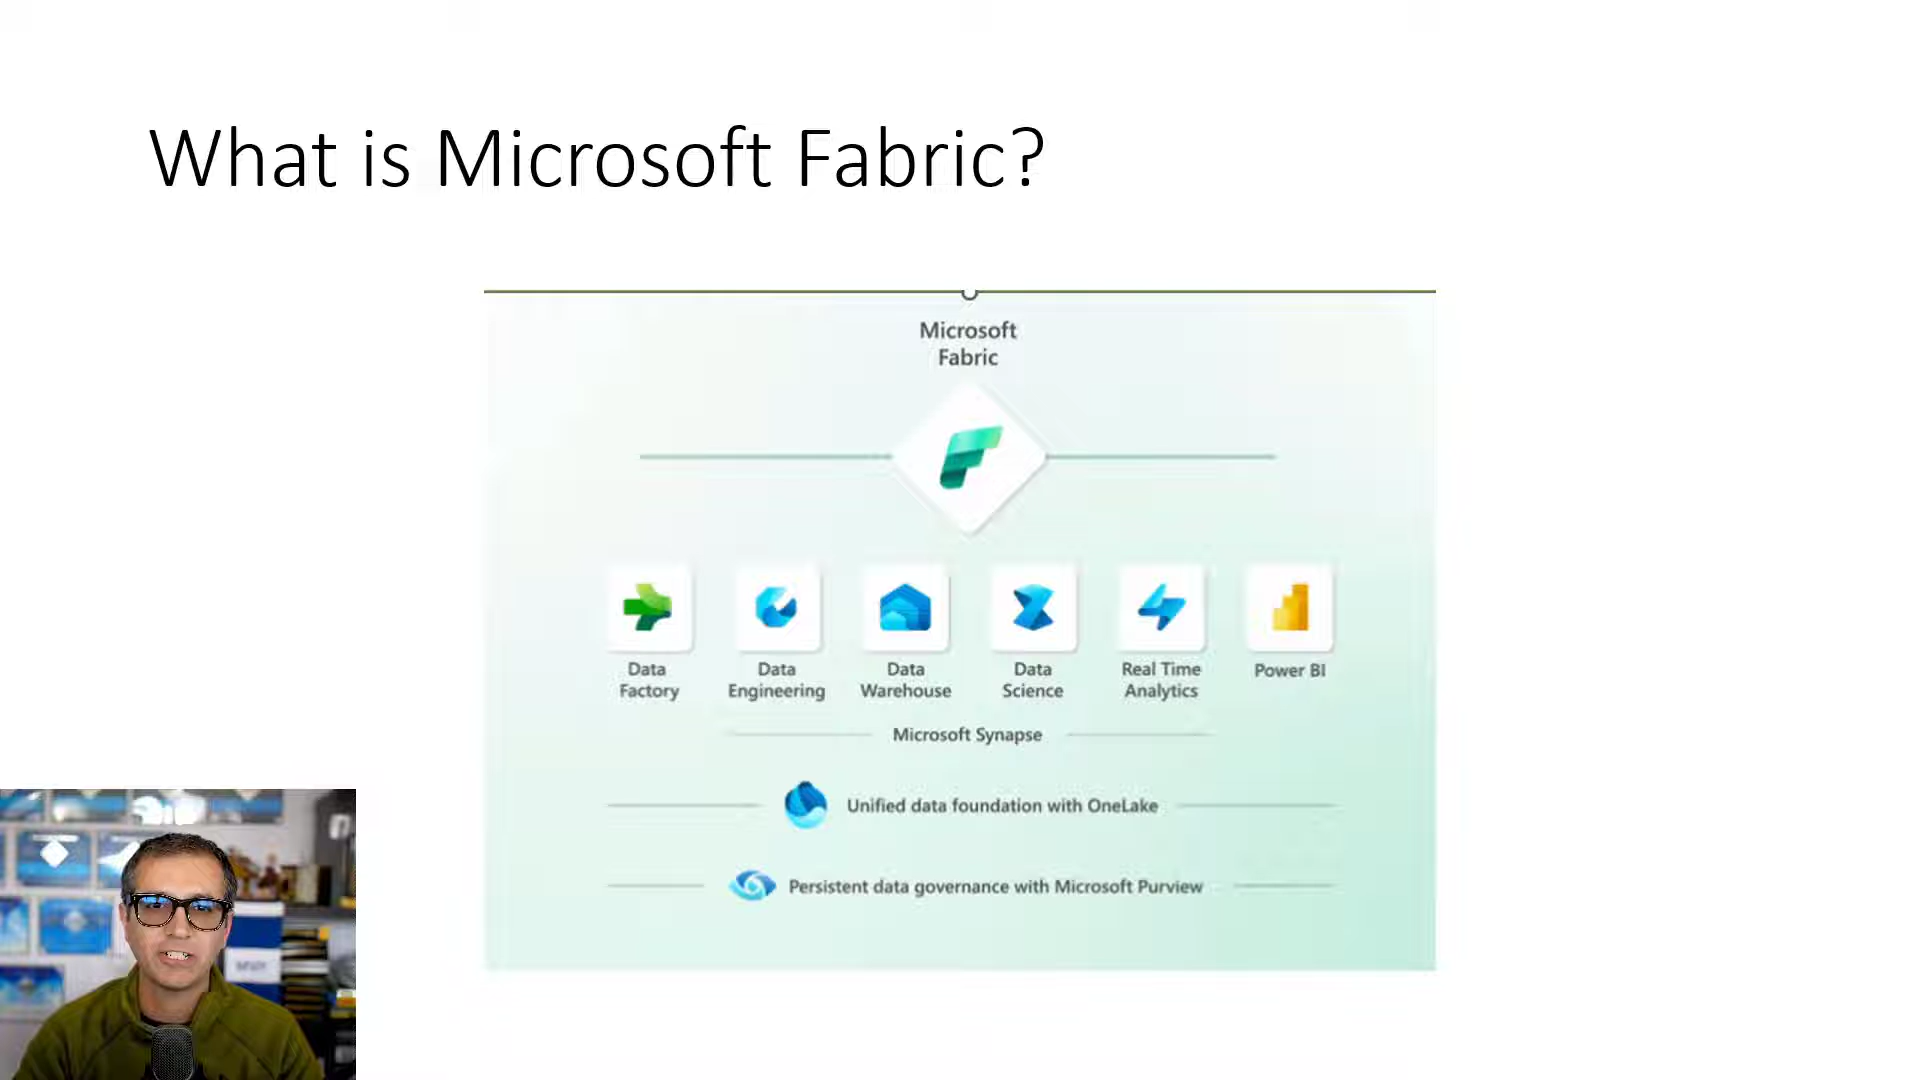 What is Microsoft Fabric?
Microsoft
Fabric
Data
Factory
Data
Engineering
Data
Warehouse
Data
Science
Real Time
Analytics
Power BI
Microsoft Synapse
Unified data foundation with OneLake
Persistent data governance with Microsoft Purview